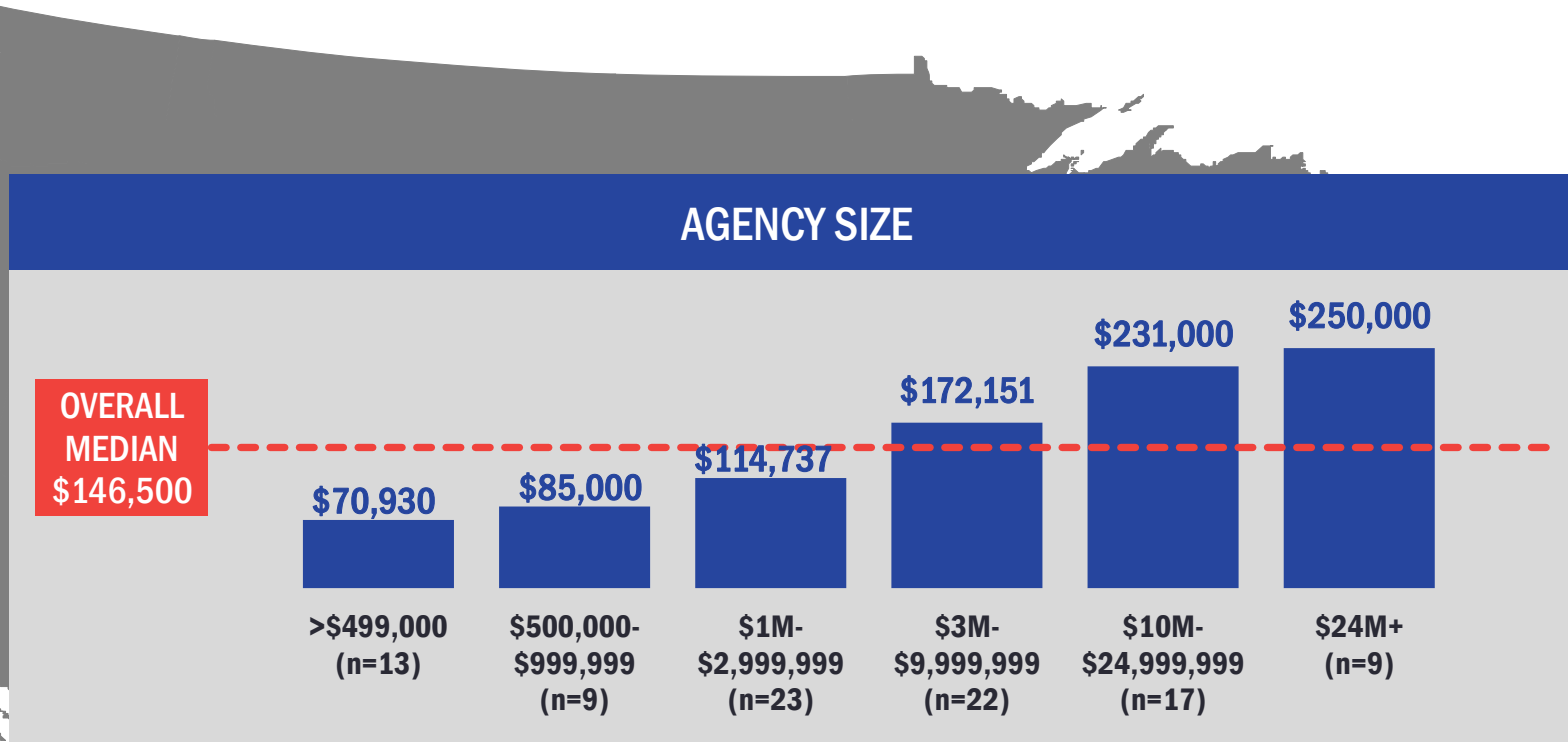 AGENCY SIZE
OVERALL
MEDIAN
$146,500
$70,930
$85,000
$114,737
$172,151
$231,000
$250,000
>$499,000
(n=13)
$500,000-
$999,999
(n=9)
$1M-
$2,999,999
(n=23)
$3M-
$9,999,999
(n=22)
$10M-
$24,999,999
(n=17)
$24M+
(n=9)